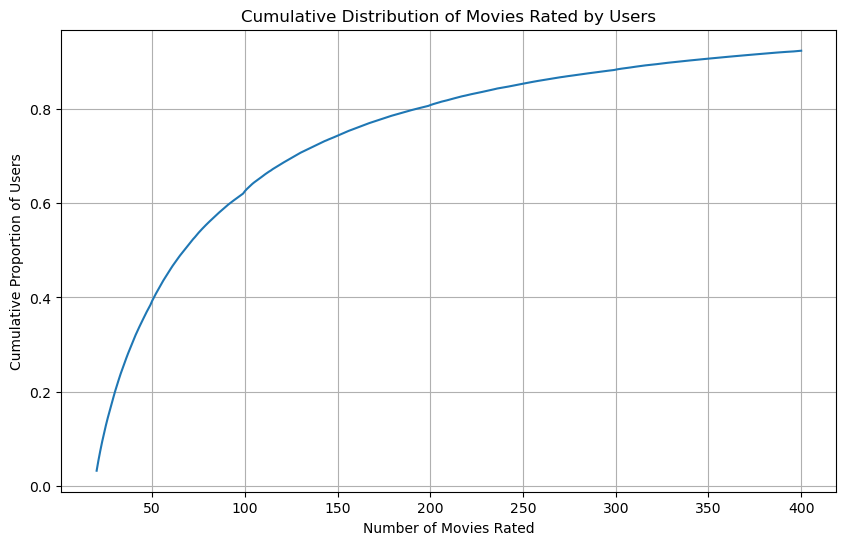 Cumulative Distribution of Movies Rated by Users
Cumulative Proportion of Users
0.8
0.6
0.4
0.2
0.0
50 100 150 200 250 300 350 400
Number of Movies Rated